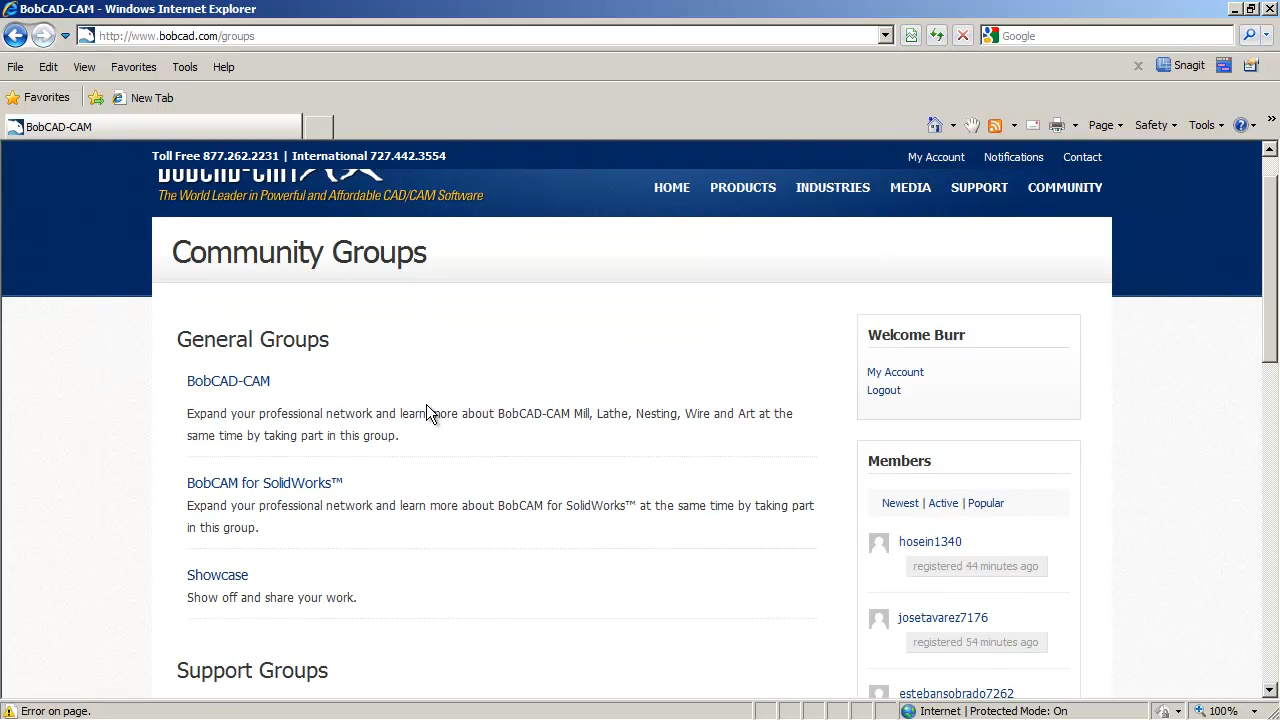 BobCAD-CAM - Windows Internet Explorer
http://www.bobcad.com/groups
Google
File Edit View Favorites Tools Help
Snagit
Favorites New Tab
BobCAD-CAM
Page Safety Tools
Toll Free 877.262.2231 | International 727.442.3554
My Account Notifications Contact
BOBCAD-CAM
The World Leader in Powerful and Affordable CAD/CAM Software
HOME PRODUCTS INDUSTRIES MEDIA SUPPORT COMMUNITY
Community Groups
General Groups
BobCAD-CAM
Expand your professional network and learn more about BobCAD-CAM Mill, Lathe, Nesting, Wire and Art at the
same time by taking part in this group.
BobCAM for SolidWorks™
Expand your professional network and learn more about BobCAM for SolidWorks™ at the same time by taking part
in this group.
Showcase
Show off and share your work.
Support Groups
Welcome Burr
My Account
Logout
Members
Newest | Active | Popular
hosein1340
registered 44 minutes ago
josetavarez7176
registered 54 minutes ago
estebansobrado7262
Error on page.
Internet | Protected Mode: On
100%